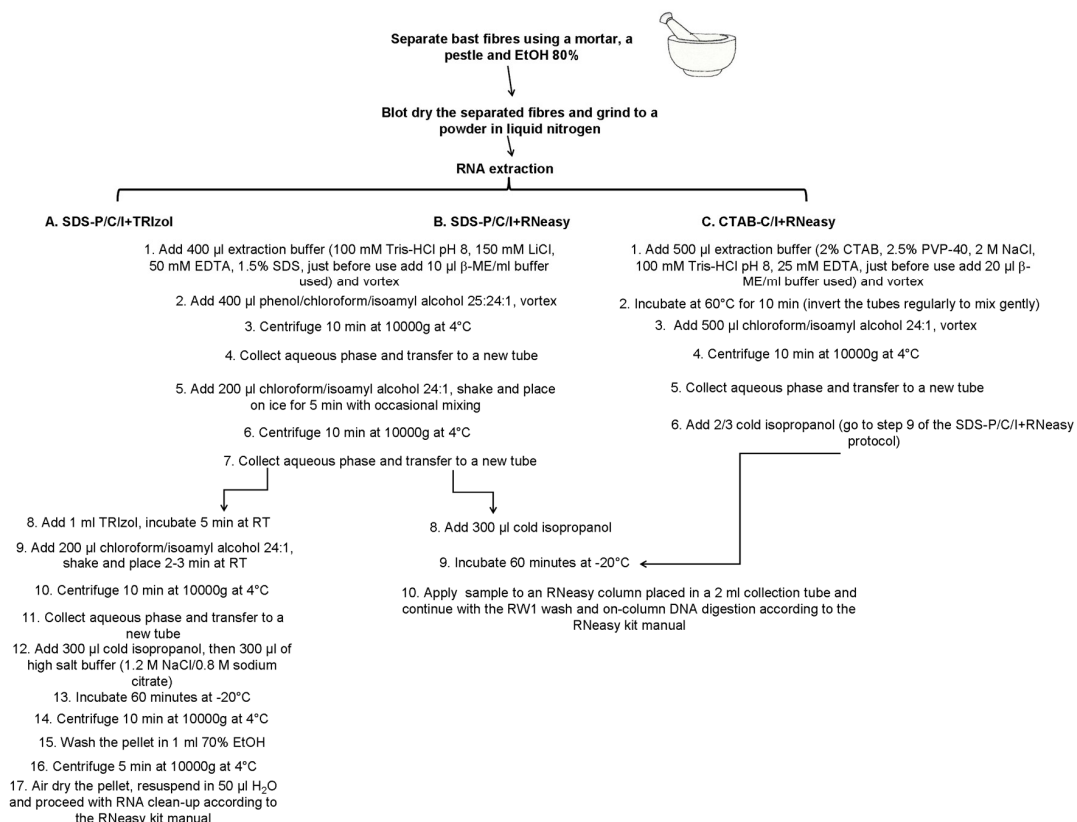 Separate bast fibres using a mortar, a
pestle and EtOH 80%
Blot dry the separated fibres and grind to a
powder in liquid nitrogen
RNA extraction
A. SDS-P/C/I+TRIzol
B. SDS-P/C/I+RNeasy
C. CTAB-C/I+RNeasy
1. Add 400 µl extraction buffer (100 mM Tris-HCl pH 8, 150 mM LiCl,
50 mM EDTA, 1.5% SDS, just before use add 10 µl β-ME/ml buffer
used) and vortex
2. Add 400 µl phenol/chloroform/isoamyl alcohol 25:24:1, vortex
3. Centrifuge 10 min at 10000g at 4°C
4. Collect aqueous phase and transfer to a new tube
5. Add 200 µl chloroform/isoamyl alcohol 24:1, shake and place
on ice for 5 min with occasional mixing
6. Centrifuge 10 min at 10000g at 4°C
7. Collect aqueous phase and transfer to a new tube
8. Add 1 ml TRIzol, incubate 5 min at RT
9. Add 200 µl chloroform/isoamyl alcohol 24:1,
shake and place 2-3 min at RT
10. Centrifuge 10 min at 10000g at 4°C
11. Collect aqueous phase and transfer to a
new tube
12. Add 300 µl cold isopropanol, then 300 µl of
high salt buffer (1.2 M NaCl/0.8 M sodium
citrate)
13. Incubate 60 minutes at -20°C
14. Centrifuge 10 min at 10000g at 4°C
15. Wash the pellet in 1 ml 70% EtOH
16. Centrifuge 5 min at 10000g at 4°C
17. Air dry the pellet, resuspend in 50 µl H₂O
and proceed with RNA clean-up according to
the RNeasy kit manual
8. Add 300 µl cold isopropanol
9. Incubate 60 minutes at -20°C
10. Apply sample to an RNeasy column placed in a 2 ml collection tube and
continue with the RW1 wash and on-column DNA digestion according to the
RNeasy kit manual
1. Add 500 µl extraction buffer (2% CTAB, 2.5% PVP-40, 2 M NaCl,
100 mM Tris-HCl pH 8, 25 mM EDTA, just before use add 20 µl β-
ME/ml buffer used) and vortex
2. Incubate at 60°C for 10 min (invert the tubes regularly to mix gently)
3. Add 500 µl chloroform/isoamyl alcohol 24:1, vortex
4. Centrifuge 10 min at 10000g at 4°C
5. Collect aqueous phase and transfer to a new tube
6. Add 2/3 cold isopropanol (go to step 9 of the SDS-P/C/I+RNeasy
protocol)